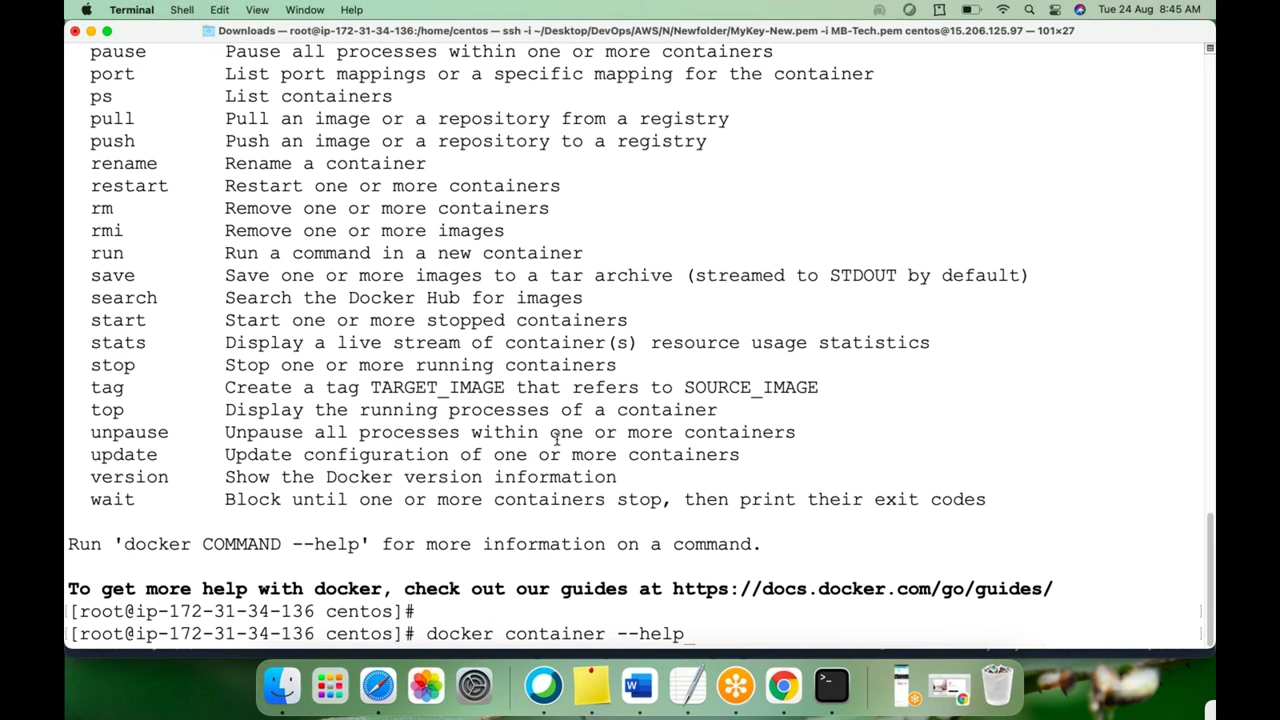 Terminal Shell Edit View Window Help Tue 24 Aug 8:45 AM
Downloads — root@ip-172-31-34-136:/home/centos — ssh -i ~/Desktop/DevOps/AWS/N/Newfolder/MyKey-New.pem -i MB-Tech.pem centos@15.206.125.97 — 101×27
pause Pause all processes within one or more containers
port List port mappings or a specific mapping for the container
ps List containers
pull Pull an image or a repository from a registry
push Push an image or a repository to a registry
rename Rename a container
restart Restart one or more containers
rm Remove one or more containers
rmi Remove one or more images
run Run a command in a new container
save Save one or more images to a tar archive (streamed to STDOUT by default)
search Search the Docker Hub for images
start Start one or more stopped containers
stats Display a live stream of container(s) resource usage statistics
stop Stop one or more running containers
tag Create a tag TARGET_IMAGE that refers to SOURCE_IMAGE
top Display the running processes of a container
unpause Unpause all processes within one or more containers
update Update configuration of one or more containers
version Show the Docker version information
wait Block until one or more containers stop, then print their exit codes
Run 'docker COMMAND --help' for more information on a command.
To get more help with docker, check out our guides at https://docs.docker.com/go/guides/
[root@ip-172-31-34-136 centos]#
[root@ip-172-31-34-136 centos]# docker container --help